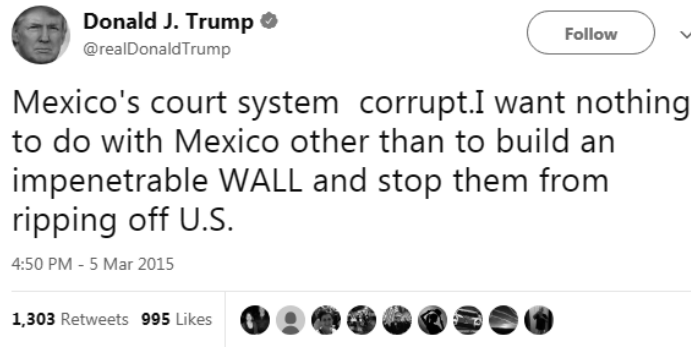 Donald J. Trump
@realDonaldTrump
Follow
Mexico's court system  corrupt.I want nothing
to do with Mexico other than to build an
impenetrable WALL and stop them from
ripping off U.S.
4:50 PM - 5 Mar 2015
1,303 Retweets 995 Likes